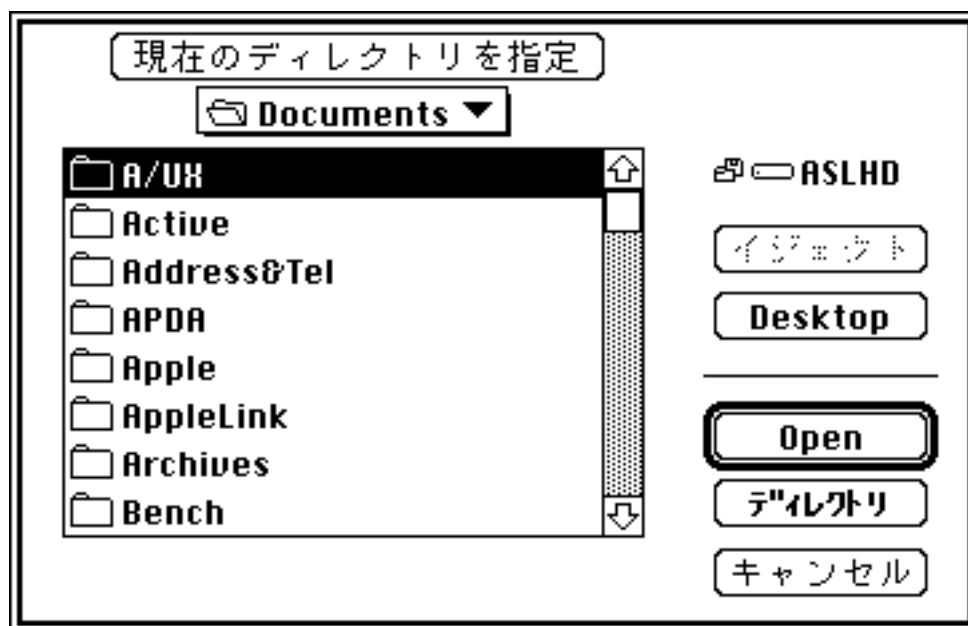 現在のディレクトリを指定
Documents
A/UX
Active
Address&Tel
APDA
Apple
AppleLink
Archives
Bench
ASLHD
イジェクト
Desktop
Open
ディレクトリ
キャンセル